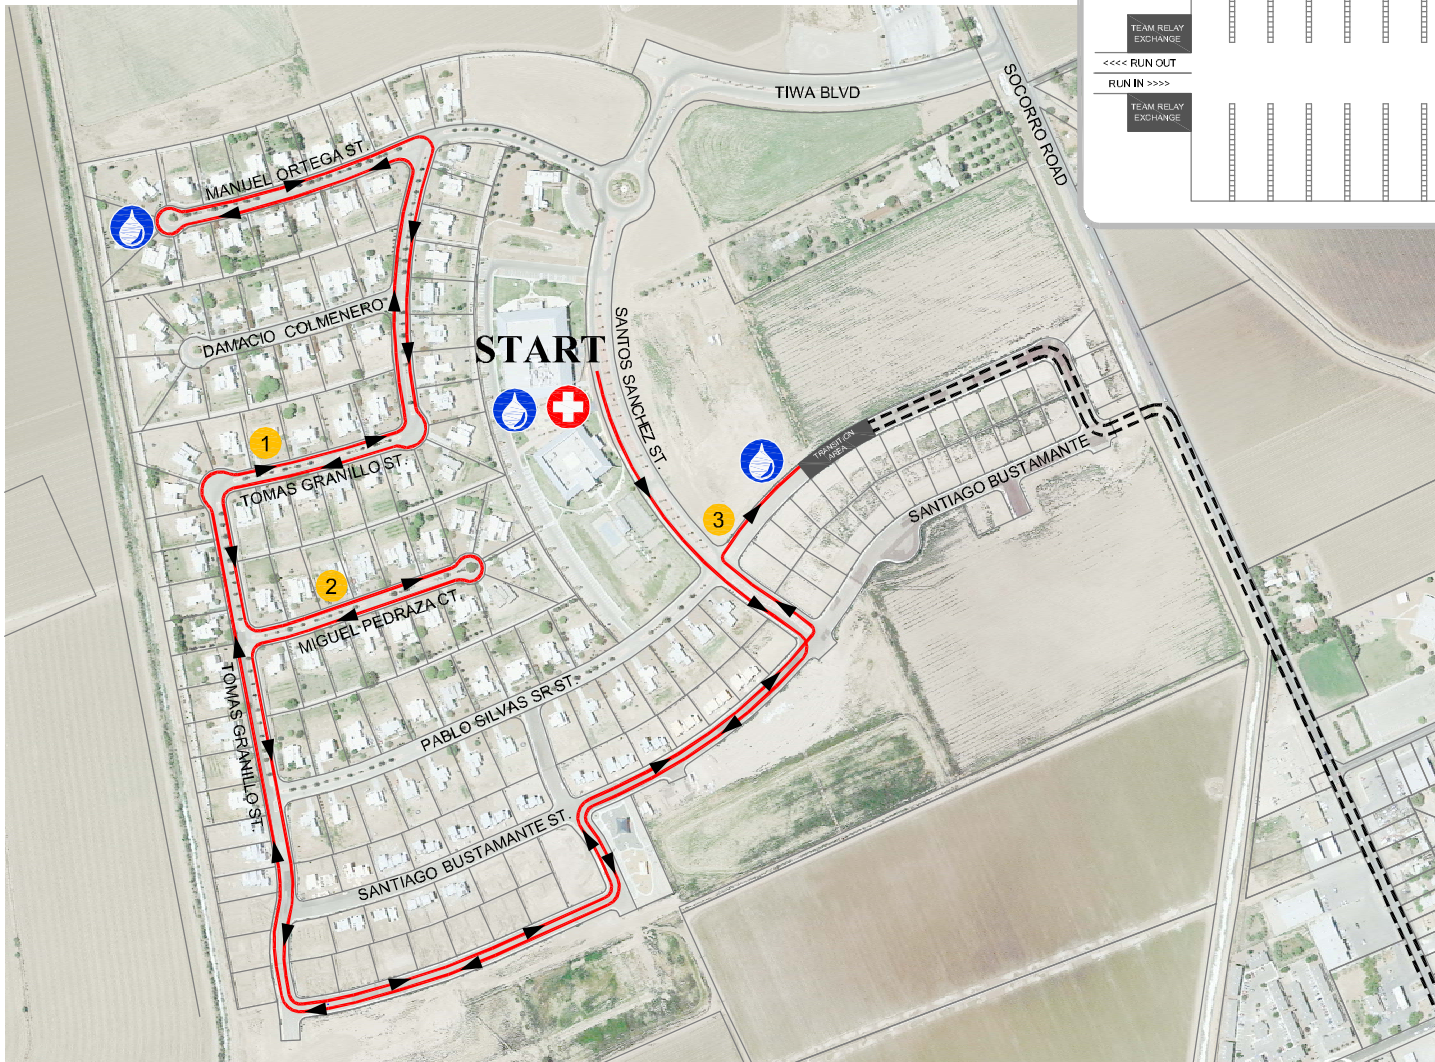 TEAM RELAY
EXCHANGE
<<<< RUN OUT
RUN IN >>>>
TEAM RELAY
EXCHANGE
TIWA BLVD
SOCORRO ROAD
MANUEL ORTEGA ST.
DAMACIO COLMENERO
START
SANTOS SANCHEZ ST.
1
TOMAS GRANILLO ST.
TRANSITION
AREA
SANTIAGO BUSTAMANTE
3
2
MIGUEL PEDRAZA CT.
TOMAS GRANILLO ST.
PABLO SILVAS SR ST.
SANTIAGO BUSTAMANTE ST.